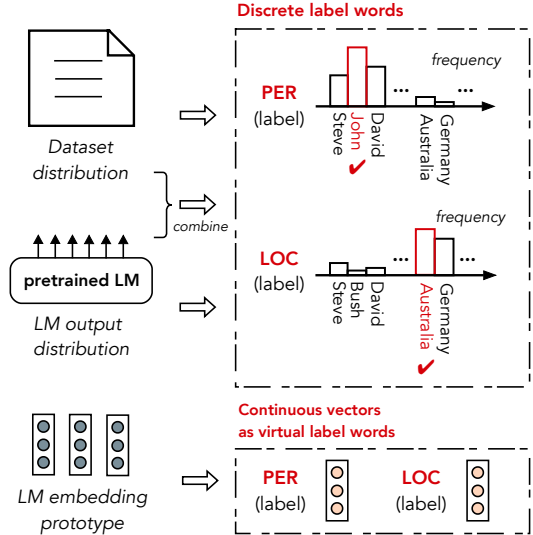 Discrete label words
frequency
PER
(label)
...
...
Steve
John
David
Australia
Germany
Dataset
distribution
combine
frequency
LOC
(label)
...
...
Steve
Bush
David
Australia
Germany
pretrained LM
LM output
distribution
Continuous vectors
as virtual label words
PER
(label)
LOC
(label)
LM embedding
prototype